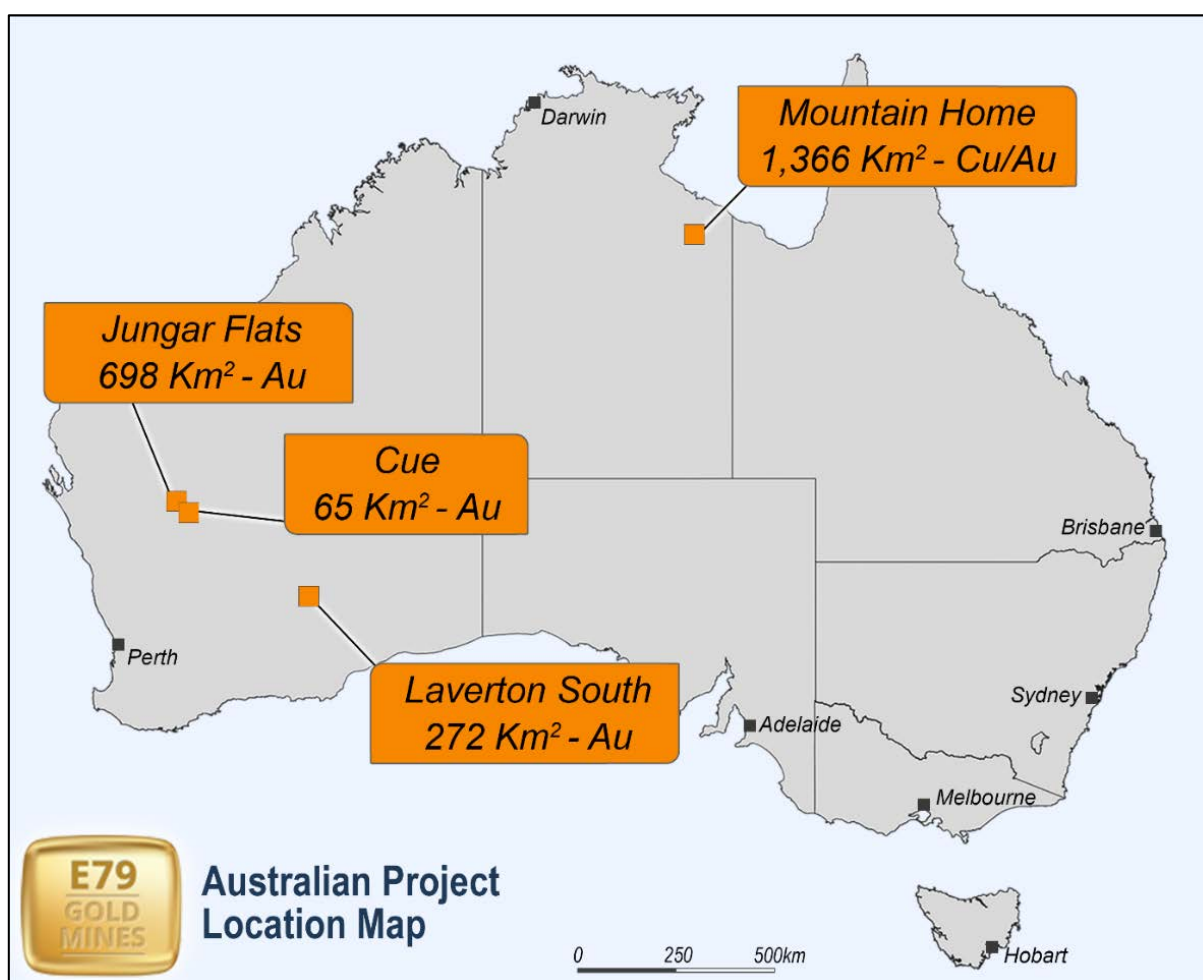 Darwin
Mountain Home
1,366 Km² - Cu/Au
Jungar Flats
698 Km² - Au
Cue
65 Km² - Au
Brisbane
Perth
Laverton South
272 Km² - Au
Sydney
Adelaide
Melbourne
E79
GOLD
MINES
Australian Project
Location Map
0 250 500km
Hobart